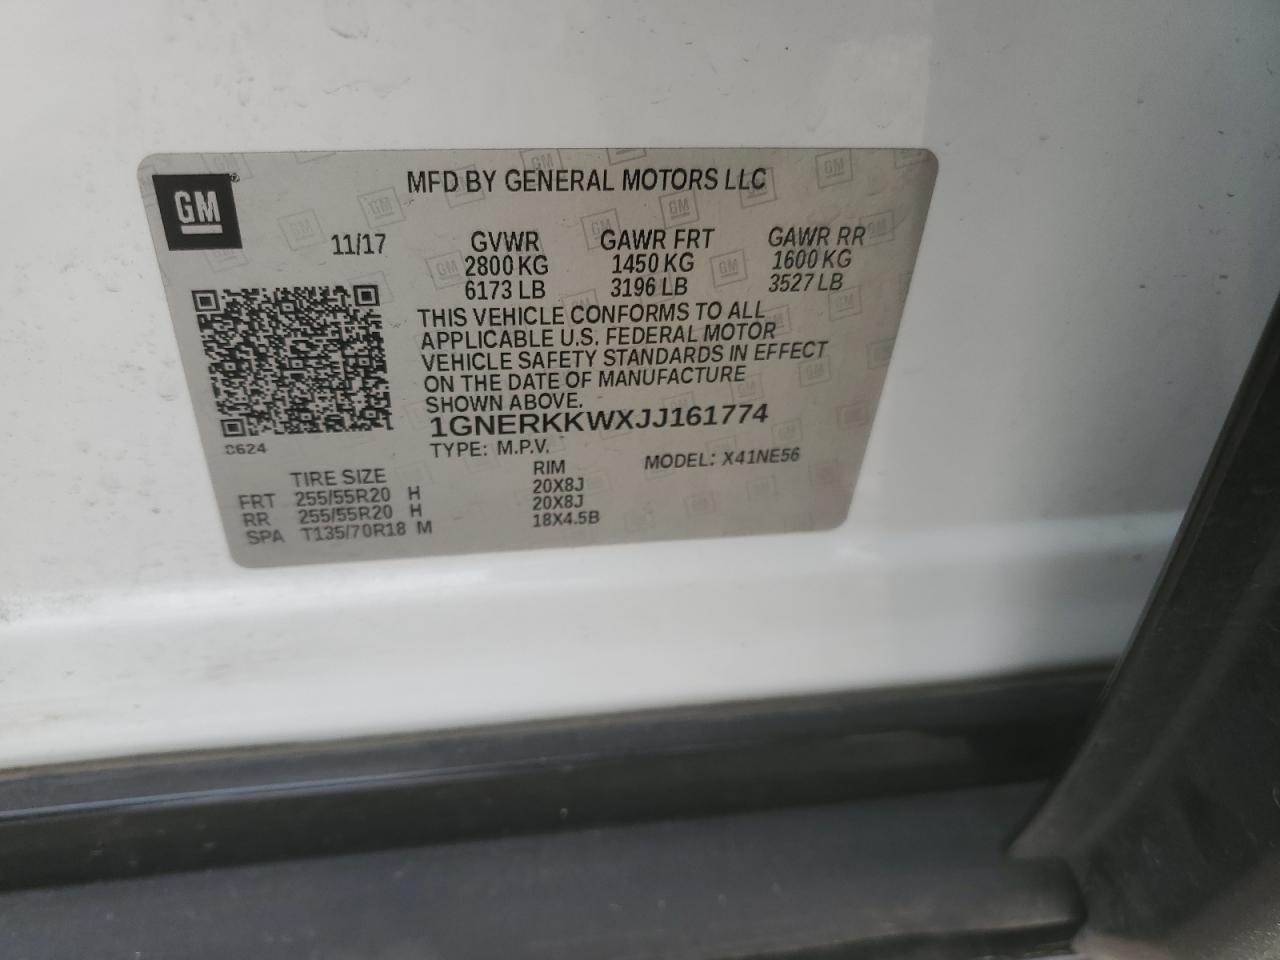 GM
MFD BY GENERAL MOTORS LLC
11/17
GVWR GAWR FRT GAWR RR
2800 KG 1450 KG 1600 KG
6173 LB 3196 LB 3527 LB
THIS VEHICLE CONFORMS TO ALL
APPLICABLE U.S. FEDERAL MOTOR
VEHICLE SAFETY STANDARDS IN EFFECT
ON THE DATE OF MANUFACTURE
SHOWN ABOVE.
1GNERKKWXJJ161774
TYPE: M.P.V. MODEL: X41NE56
TIRE SIZE RIM
FRT 255/55R20 H 20X8J
RR 255/55R20 H 20X8J
SPA T135/70R18 M 18X4.5B